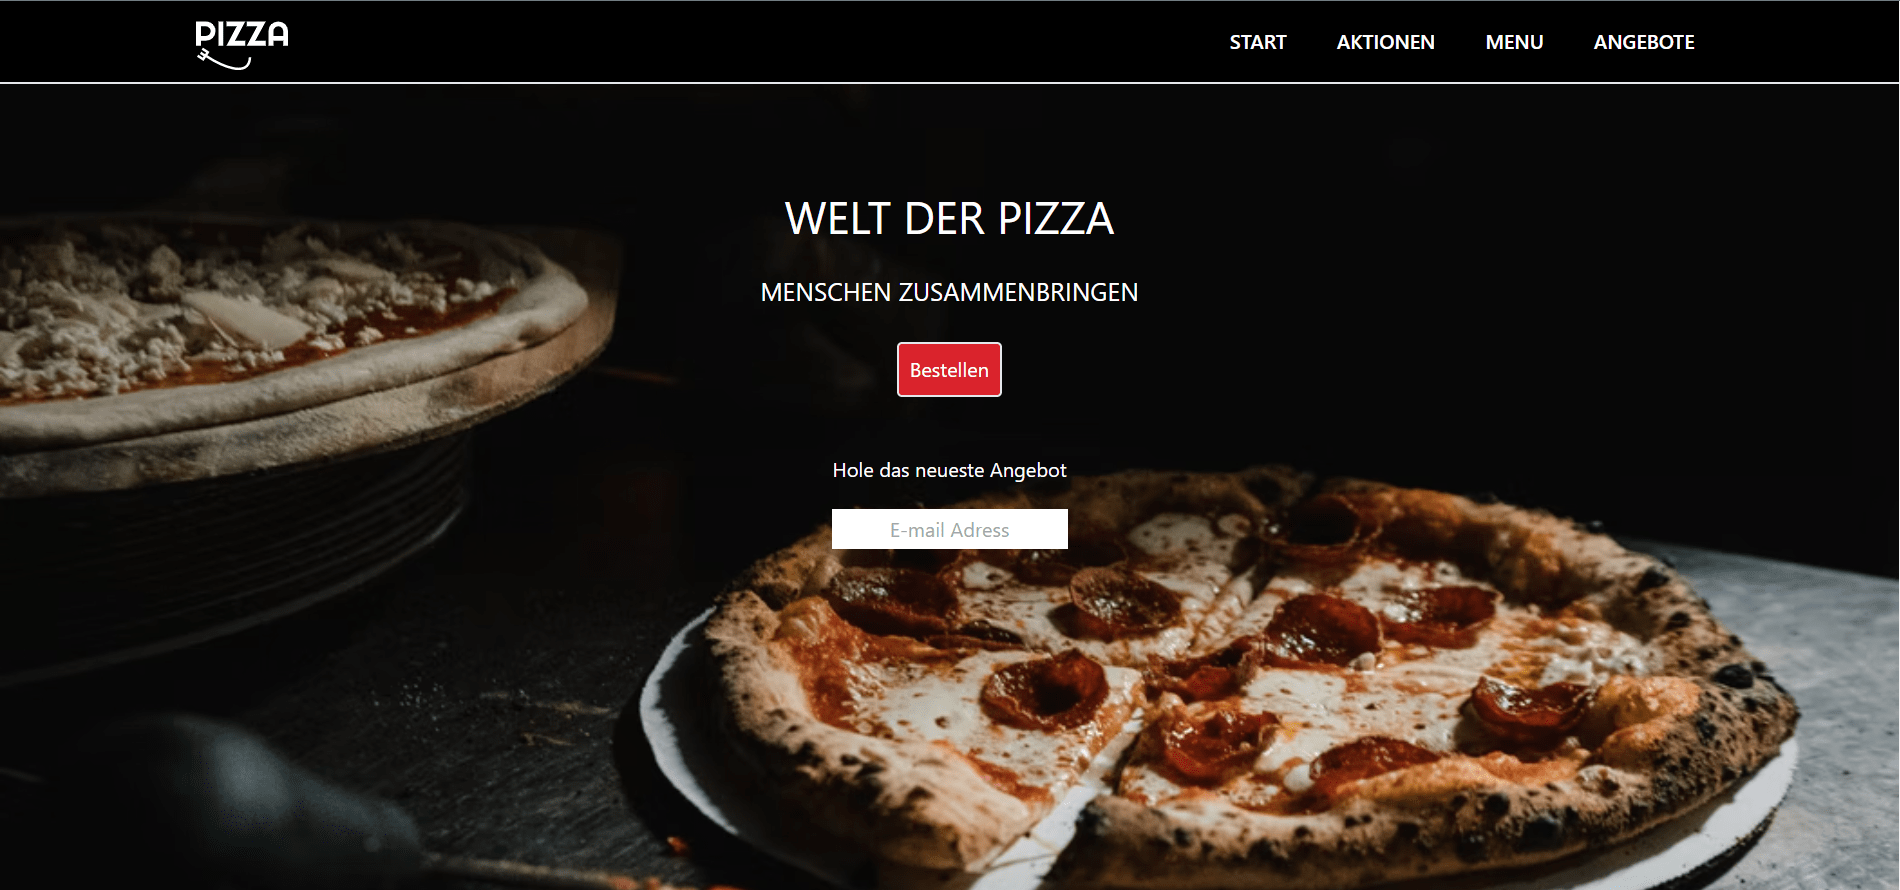 PIZZA
START
AKTIONEN
MENU
ANGEBOTE
WELT DER PIZZA
MENSCHEN ZUSAMMENBRINGEN
Bestellen
Hole das neueste Angebot
E-mail Adress